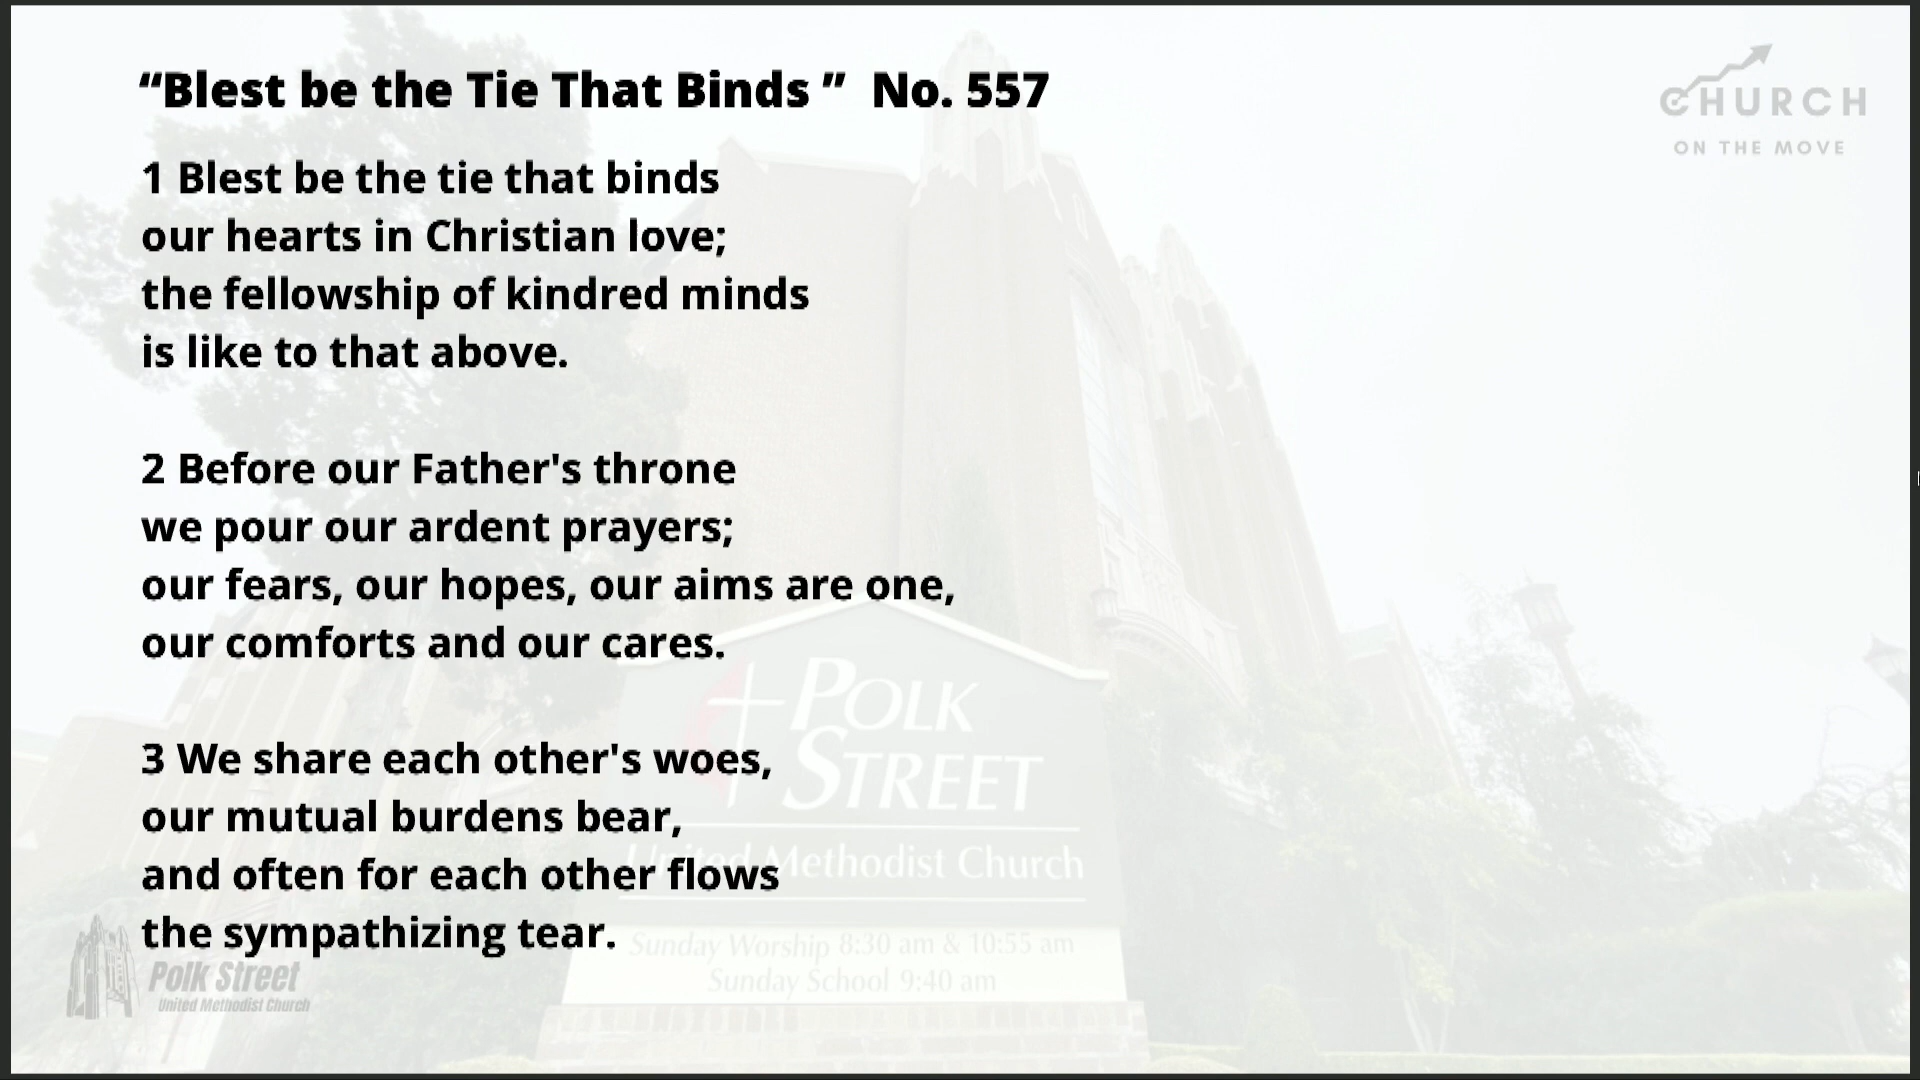 “Blest be the Tie That Binds ” No. 557
CHURCH
ON THE MOVE
1 Blest be the tie that binds
our hearts in Christian love;
the fellowship of kindred minds
is like to that above.
2 Before our Father's throne
we pour our ardent prayers;
our fears, our hopes, our aims are one,
our comforts and our cares.
3 We share each other's woes,
our mutual burdens bear,
and often for each other flows
the sympathizing tear.
POLK
STREET
United Methodist Church
Sunday Worship 8:30 am & 10:55 am
Sunday School 9:40 am
Polk Street
United Methodist Church